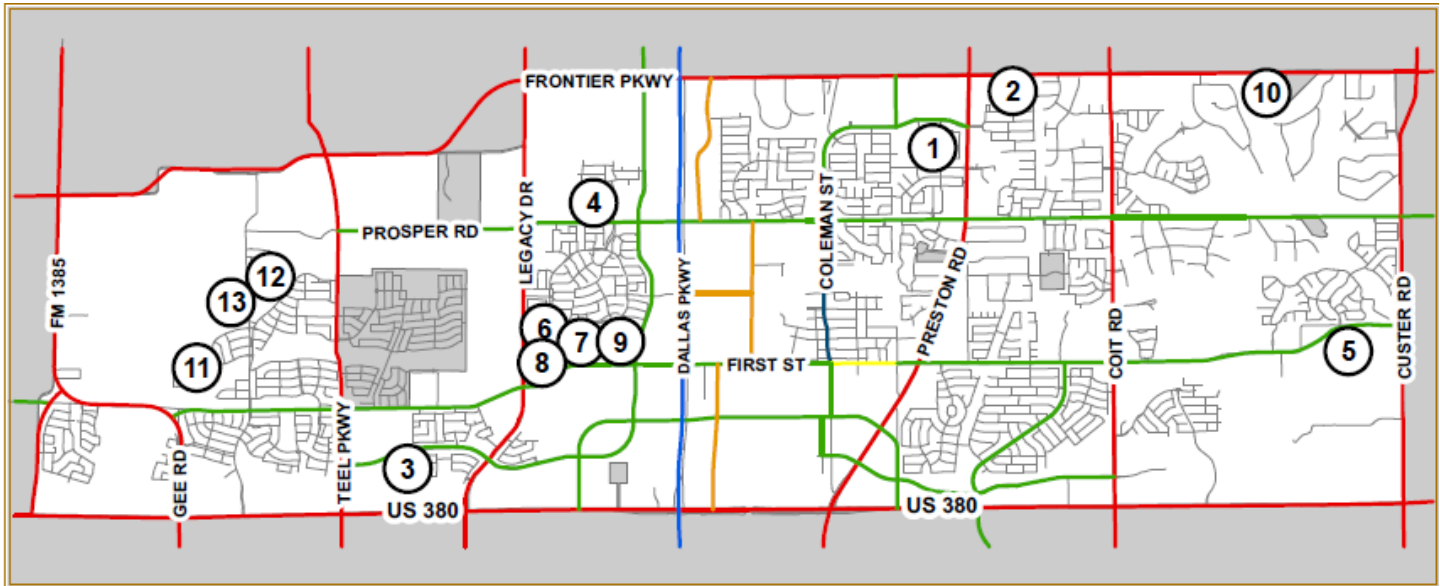 FRONTIER PKWY
2
10
1
4
LEGACY DR
COLEMAN ST
PROSPER RD
PRESTON RD
12
13
FM 1385
DALLAS PKWY
6
7
9
8
FIRST ST
COIT RD
CUSTER RD
5
11
TEEL PKWY
GEE RD
3
US 380
US 380